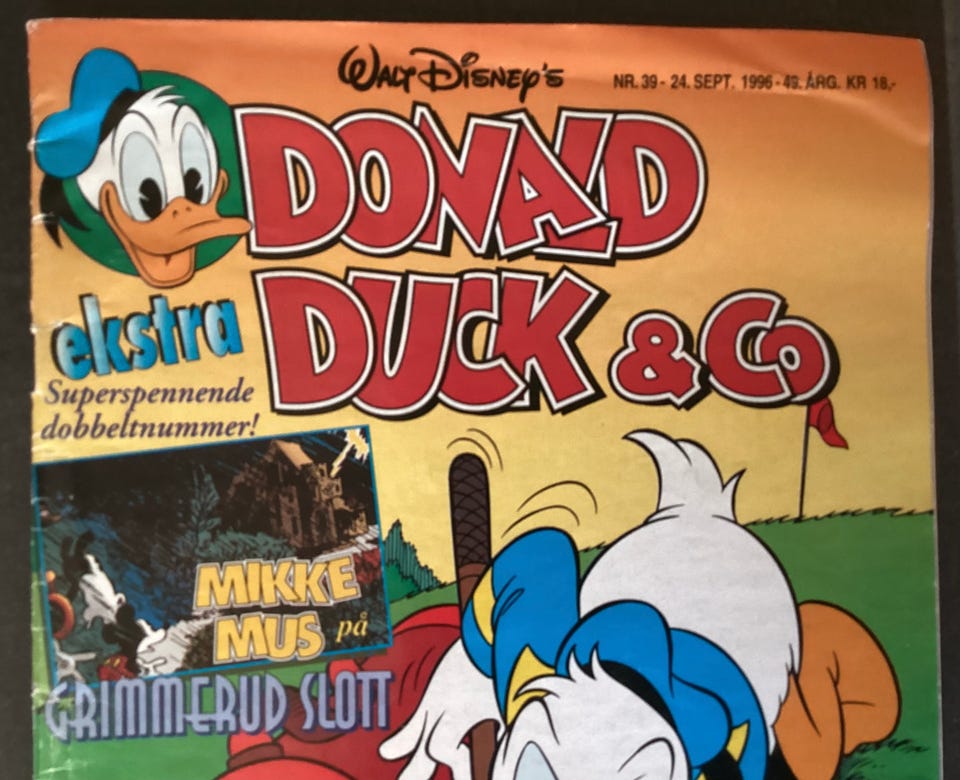 WALT DISNEY'S
NR. 39 - 24. SEPT. 1996 - 49. ÅRG. KR 18,-
DONALD
DUCK & Co
ekstra
Superspennende
dobbeltnummer!
MIKKE
MUS på
GRIMMERUD SLOTT